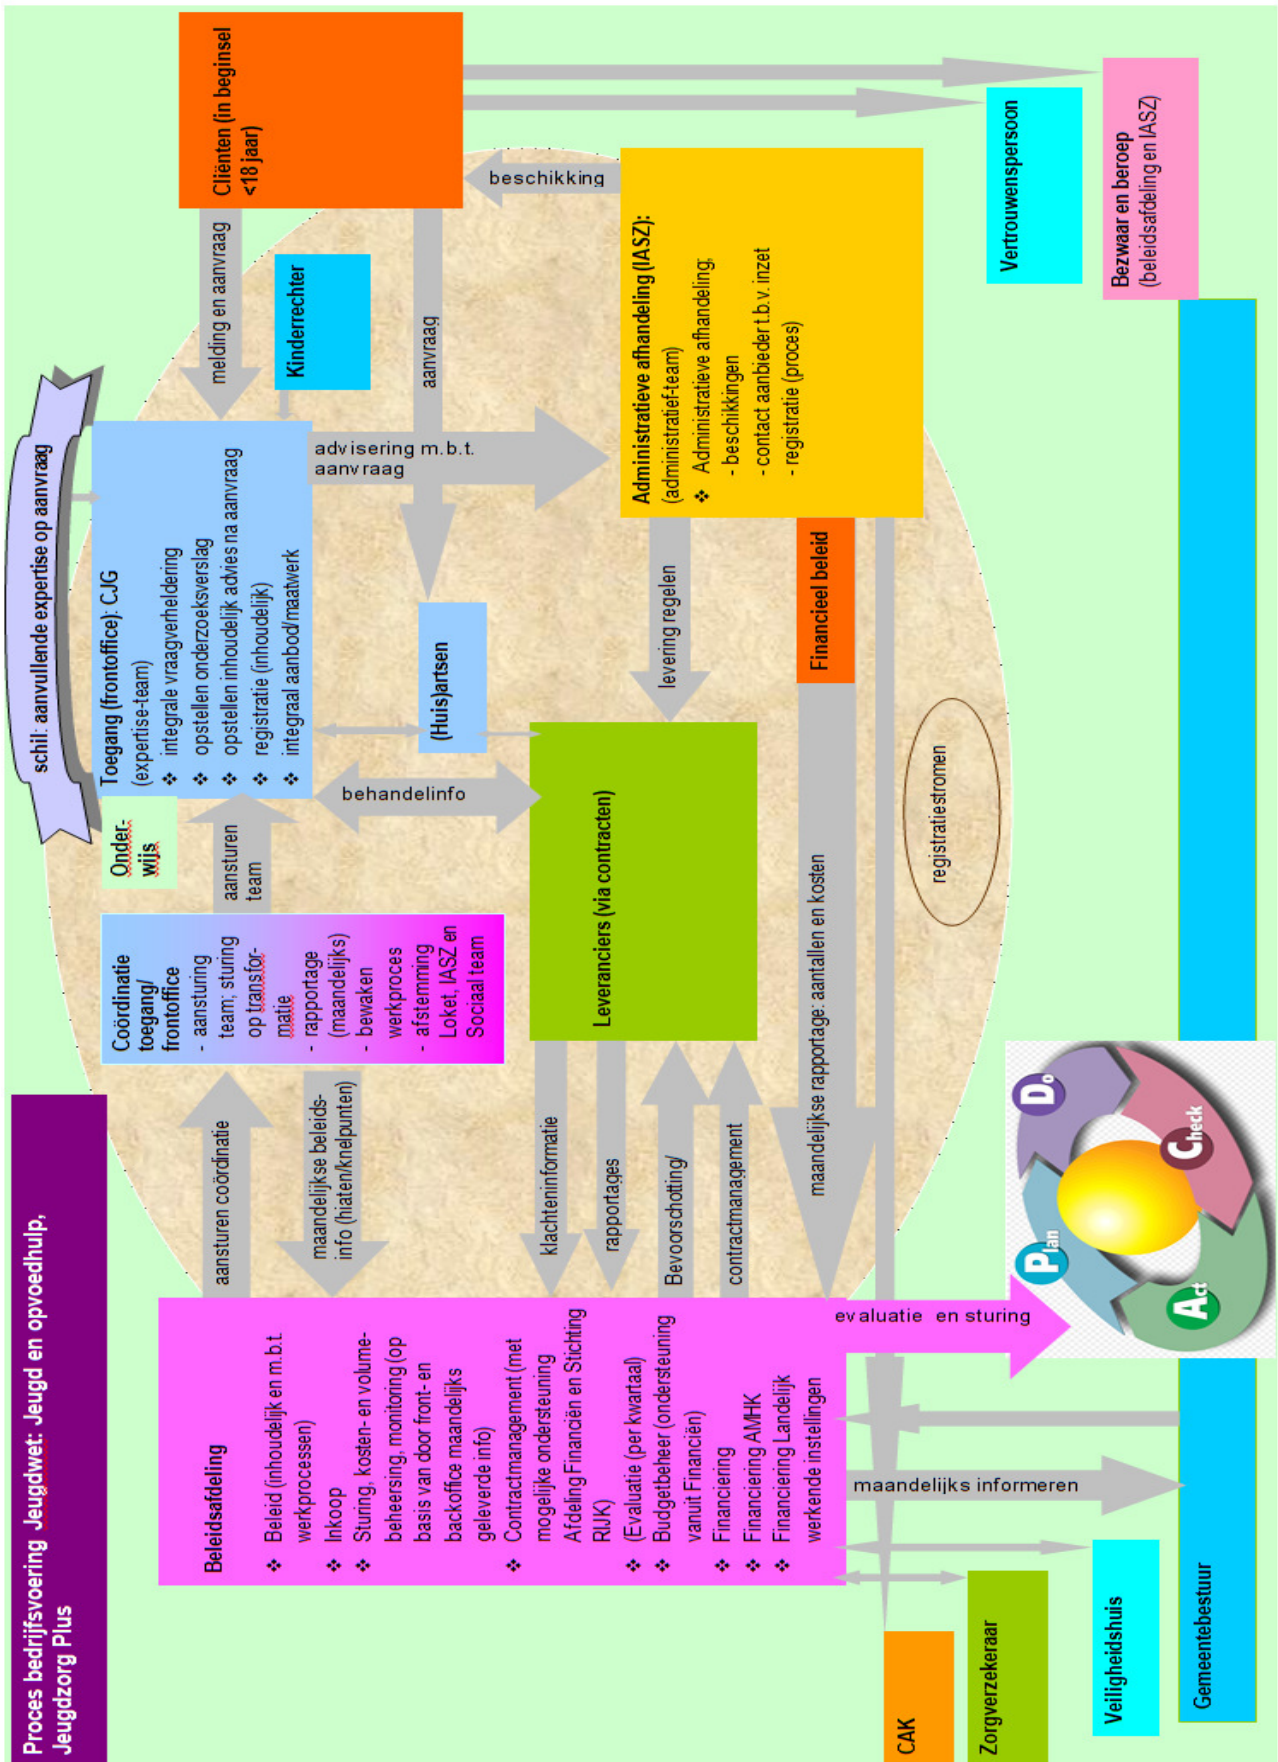 Proces bedrijfsvoering Jeugdwet: Jeugd en opvoedhulp,
Jeugdzorg Plus
schil: aanvullende expertise op aanvraag
Beleidsafdeling
❖ Beleid (inhoudelijk en m.b.t.
werkprocessen)
❖ Inkoop
❖ Sturing, kosten- en volume-
beheersing, monitoring (op
basis van door front- en
backoffice maandelijks
geleverde info)
❖ Contractmanagement (met
mogelijke ondersteuning
Afdeling Financiën en Stichting
RIJK)
❖ (Evaluatie (per kwartaal)
❖ Budgetbeheer (ondersteuning
vanuit Financiën)
❖ Financiering
❖ Financiering AMHK
❖ Financiering Landelijk
werkende instellingen
aansturen coördinatie
maandelijkse beleids-
info (hiaten/knelpunten)
Coördinatie
toegang/
frontoffice
- aansturing
team; sturing
op transfor-
matie
- rapportage
(maandelijks)
- bewaken
werkproces
- afstemming
Loket, IASZ en
Sociaal team
Onder-
wijs
aansturen
team
Toegang (frontoffice): CJG
(expertise-team)
❖ integrale vraagverheldering
❖ opstellen onderzoeksverslag
❖ opstellen inhoudelijk advies na aanvraag
❖ registratie (inhoudelijk)
❖ integraal aanbod/maatwerk
melding en aanvraag
Cliënten (in beginsel
<18 jaar)
Kinderrechter
aanvraag
advisering m.b.t.
aanvraag
behandelinfo
(Huis)artsen
beschikking
klachteninformatie
rapportages
Bevoorschotting/
contractmanagement
Leveranciers (via contracten)
levering regelen
Administratieve afhandeling (IASZ):
(administratief-team)
❖ Administratieve afhandeling;
- beschikkingen
- contact aanbieder t.b.v. inzet
- registratie (proces)
Financieel beleid
maandelijkse rapportage: aantallen en kosten
registratiestromen
evaluatie en sturing
maandelijks informeren
Plan
Do
Check
Act
CAK
Zorgverzekeraar
Veiligheidshuis
Gemeentebestuur
Vertrouwenspersoon
Bezwaar en beroep
(beleidsafdeling en IASZ)